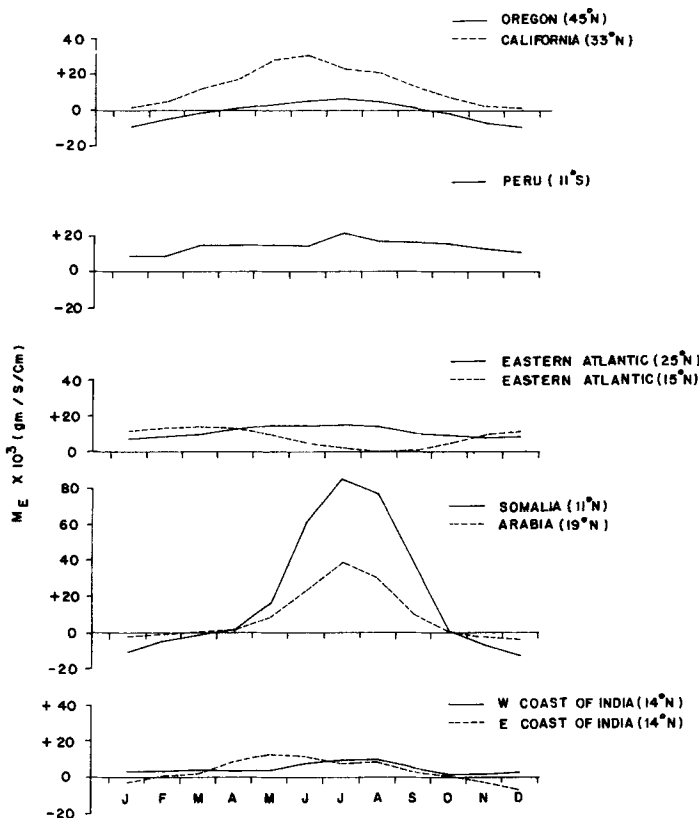 OREGON (45°N)
CALIFORNIA (33°N)
40
+20
0
-20
PERU (11°S)
+20
0
-20
EASTERN ATLANTIC (25°N)
EASTERN ATLANTIC (15°N)
40
+20
0
M_E X 10³ (gm/s/Cm)
SOMALIA (11°N)
ARABIA (19°N)
80
60
40
+20
0
-20
W COAST OF INDIA (14°N)
E COAST OF INDIA (14°N)
+ 40
+ 20
0
-20
J F M A M J J A S O N D